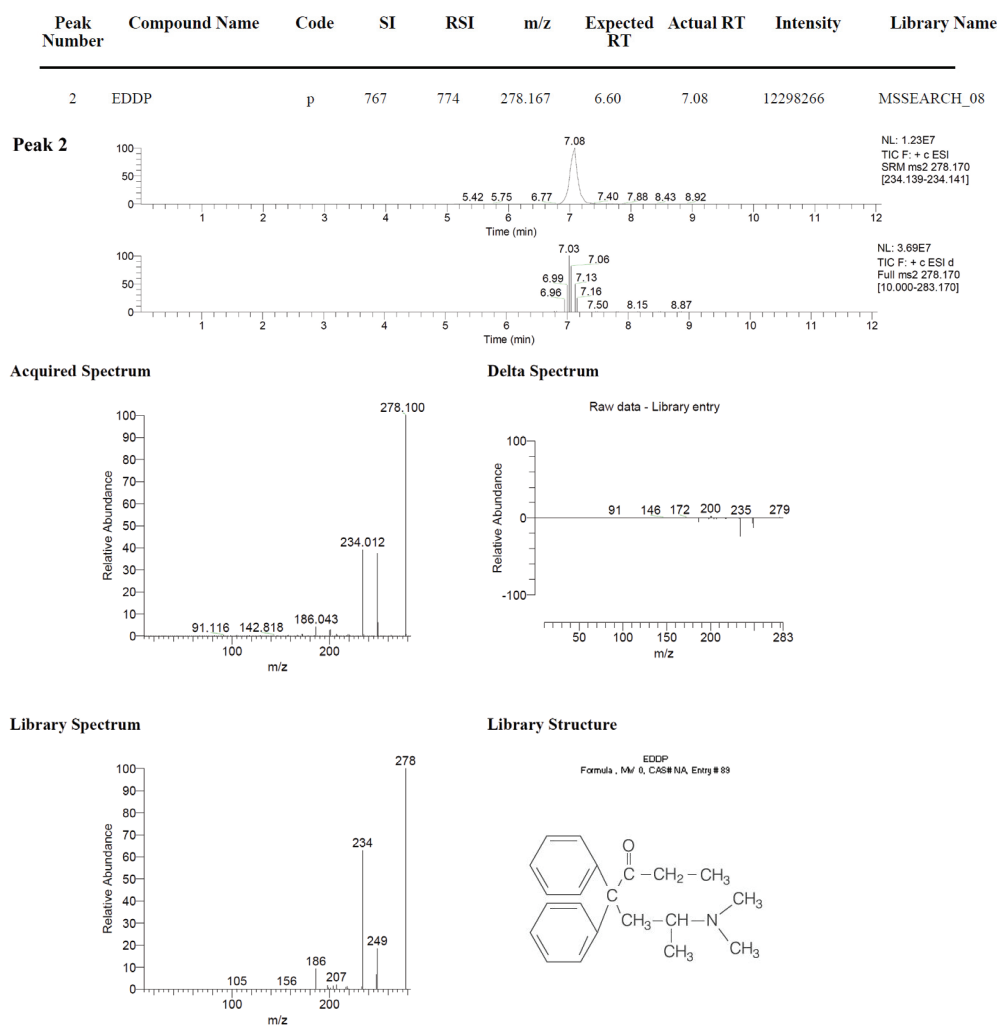 Peak Number Compound Name Code SI RSI m/z Expected RT Actual RT Intensity Library Name
2 EDDP p 767 774 278.167 6.60 7.08 12298266 MSSEARCH_08
Peak 2
7.08
100
50
0
5.42 5.75 6.77 7.40 7.88 8.43 8.92
1 2 3 4 5 6 7 8 9 10 11 12
Time (min)
NL: 1.23E7
TIC F: + c ESI
SRM ms2 278.170
[234.139-234.141]
7.03
100
7.06
6.99 7.13
50
6.96 7.16
0
7.50 8.15 8.87
1 2 3 4 5 6 7 8 9 10 11 12
Time (min)
NL: 3.69E7
TIC F: + c ESI d
Full ms2 278.170
[10.000-283.170]
Acquired Spectrum
278.100
100
90
80
70
60
50
40
30
20
10
0
Relative Abundance
234.012
186.043
91.116 142.818
100 200
m/z
Delta Spectrum
Raw data - Library entry
100
0
-100
Relative Abundance
91 146 172 200 235 279
50 100 150 200 283
m/z
Library Spectrum
278
100
90
80
70
60
50
40
30
20
10
0
Relative Abundance
234
249
186
105 156 207
100 200
m/z
Library Structure
EDDP
Formula , MW 0, CAS# NA, Entry # 89
O
C CH2 CH3
C
CH3 CH N CH3
CH3 CH3